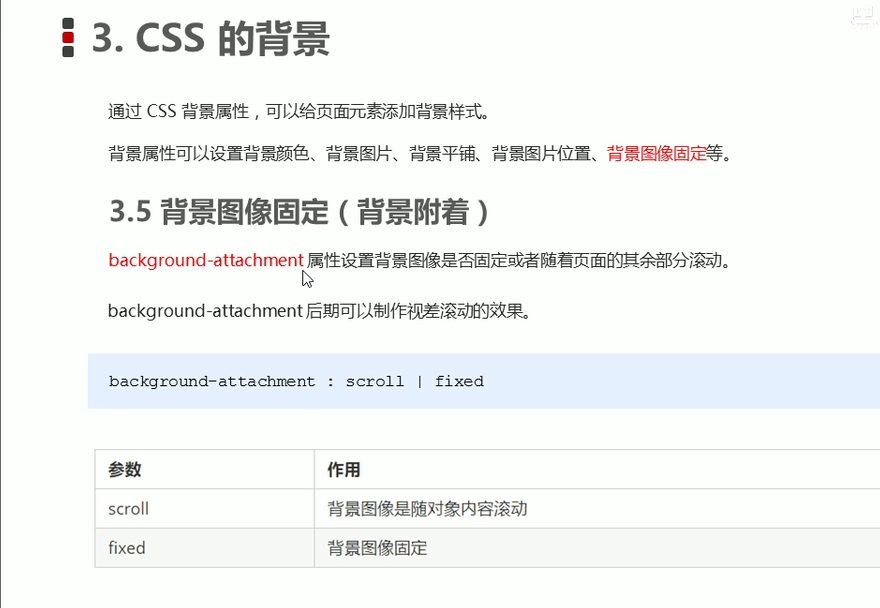 3. CSS 的背景
通过 CSS 背景属性，可以给页面元素添加背景样式。
背景属性可以设置背景颜色、背景图片、背景平铺、背景图片位置、背景图像固定等。
3.5 背景图像固定（背景附着）
background-attachment 属性设置背景图像是否固定或者随着页面的其余部分滚动。
background-attachment 后期可以制作视差滚动的效果。
background-attachment : scroll | fixed
参数 作用
scroll 背景图像是随对象内容滚动
fixed 背景图像固定